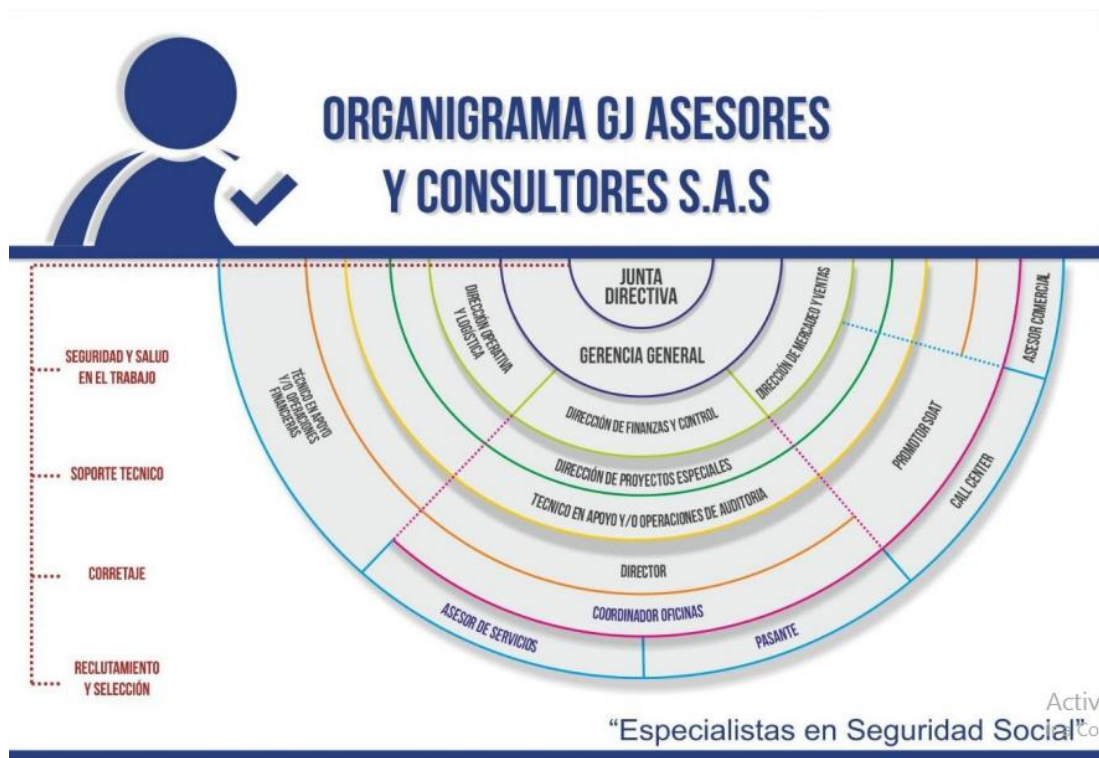 ORGANIGRAMA GJ ASESORES
Y CONSULTORES S.A.S
JUNTA
DIRECTIVA
GERENCIA GENERAL
DIRECCIÓN OPERATIVA
Y LOGÍSTICA
DIRECCIÓN DE FINANZAS Y CONTROL
DIRECCIÓN DE MERCADEO Y VENTAS
DIRECCIÓN DE PROYECTOS ESPECIALES
TECNICO EN APOYO Y/O OPERACIONES DE AUDITORIA
TÉCNICO EN APOYO
Y/O OPERACIONES
FINANCIERAS
DIRECTOR
COORDINADOR OFICINAS
PROMOTOR SOAT
ASESOR COMERCIAL
CALL CENTER
ASESOR DE SERVICIOS
PASANTE
SEGURIDAD Y SALUD
EN EL TRABAJO
SOPORTE TECNICO
CORRETAJE
RECLUTAMIENTO
Y SELECCIÓN
“Especialistas en Seguridad Social”
Activ